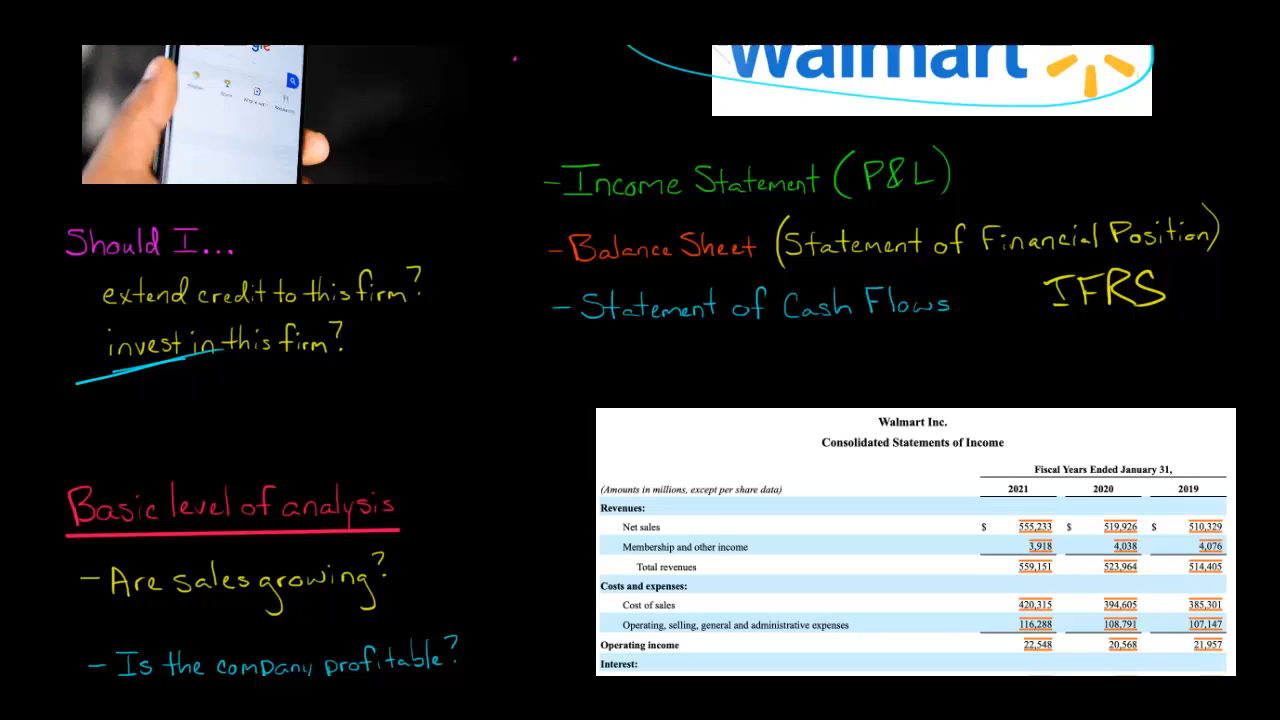 Walmart
Should I...
extend credit to this firm?
invest in this firm?
- Income Statement (P&L)
- Balance Sheet (Statement of Financial Position)
IFRS
- Statement of Cash Flows
Basic level of analysis
- Are sales growing?
- Is the company profitable?
Walmart Inc.
Consolidated Statements of Income
Fiscal Years Ended January 31,
(Amounts in millions, except per share data) 2021 2020 2019
Revenues:
Net sales $ 555,233 $ 519,926 $ 510,329
Membership and other income 3,918 4,038 4,076
Total revenues 559,151 523,964 514,405
Costs and expenses:
Cost of sales 420,315 394,605 385,301
Operating, selling, general and administrative expenses 116,288 108,791 107,147
Operating income 22,548 20,568 21,957
Interest: